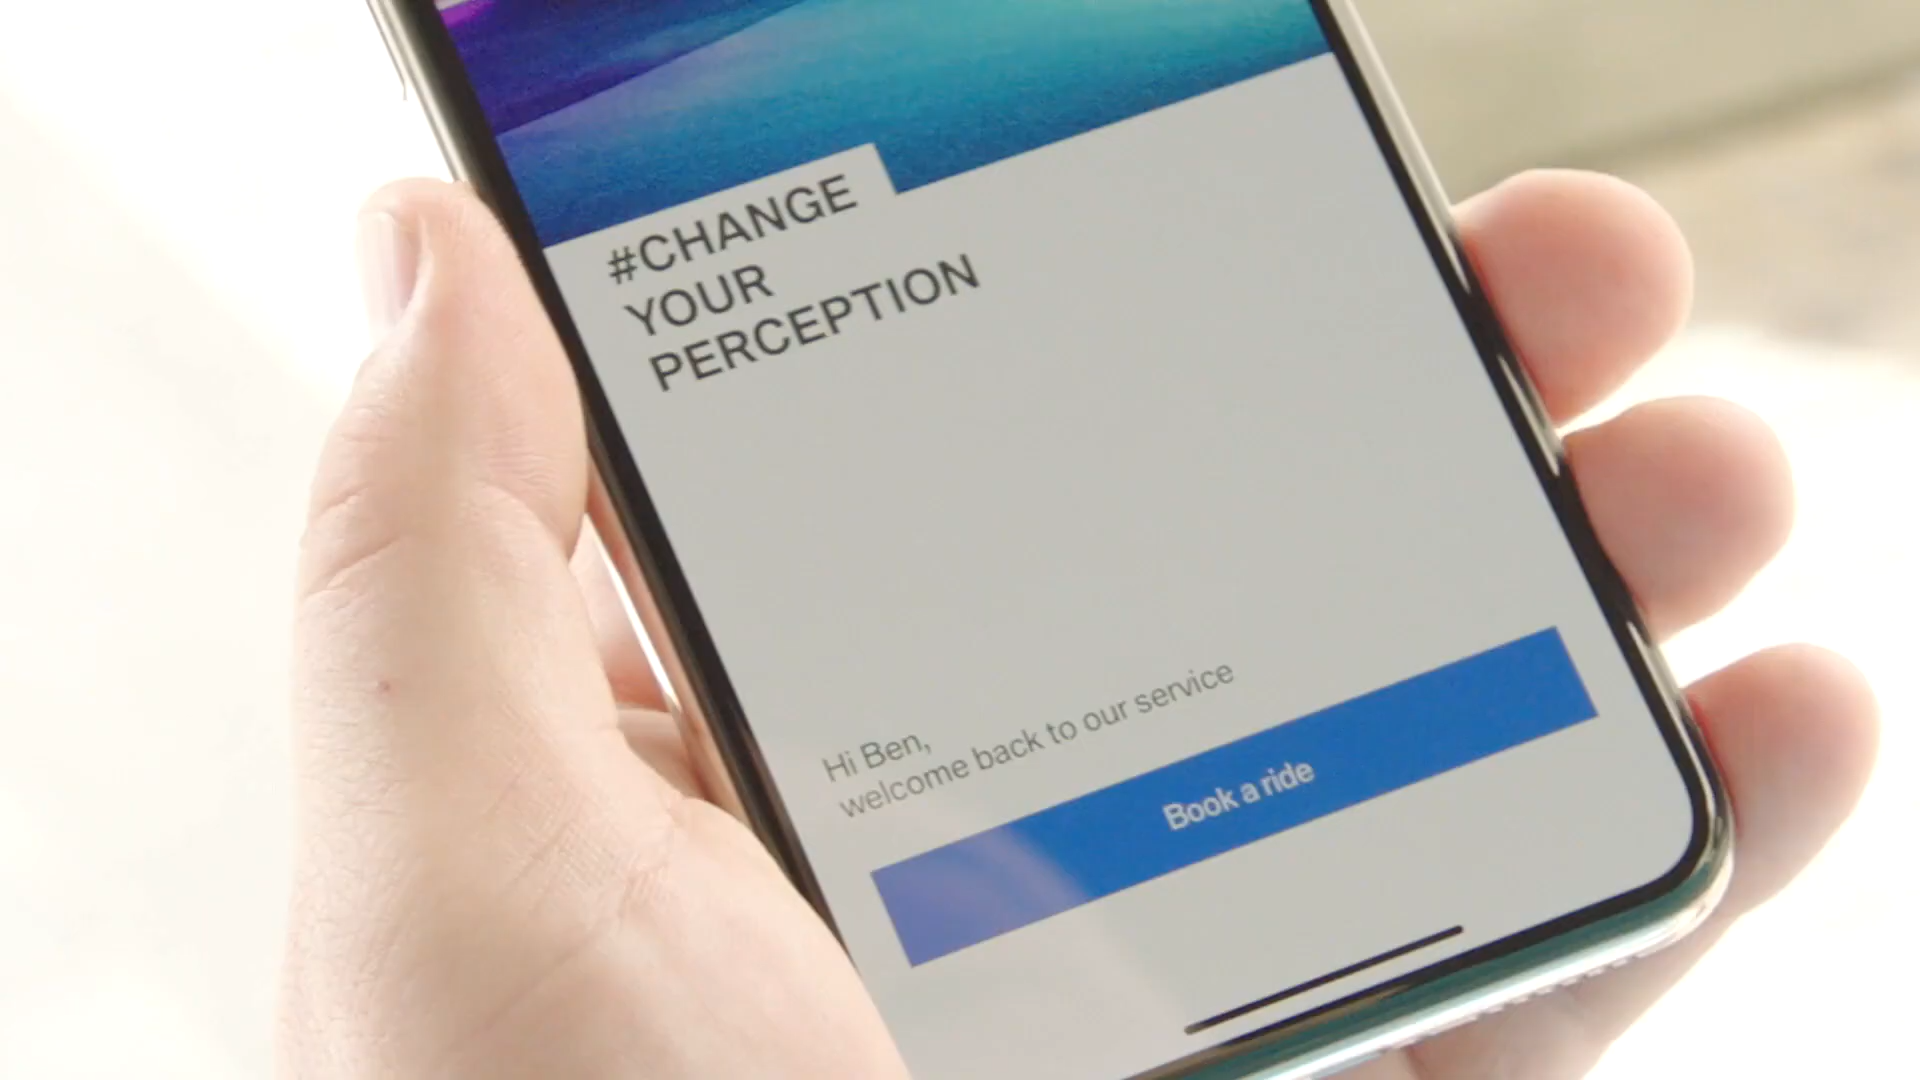 #CHANGE
YOUR
PERCEPTION
Hi Ben,
welcome back to our service
Book a ride